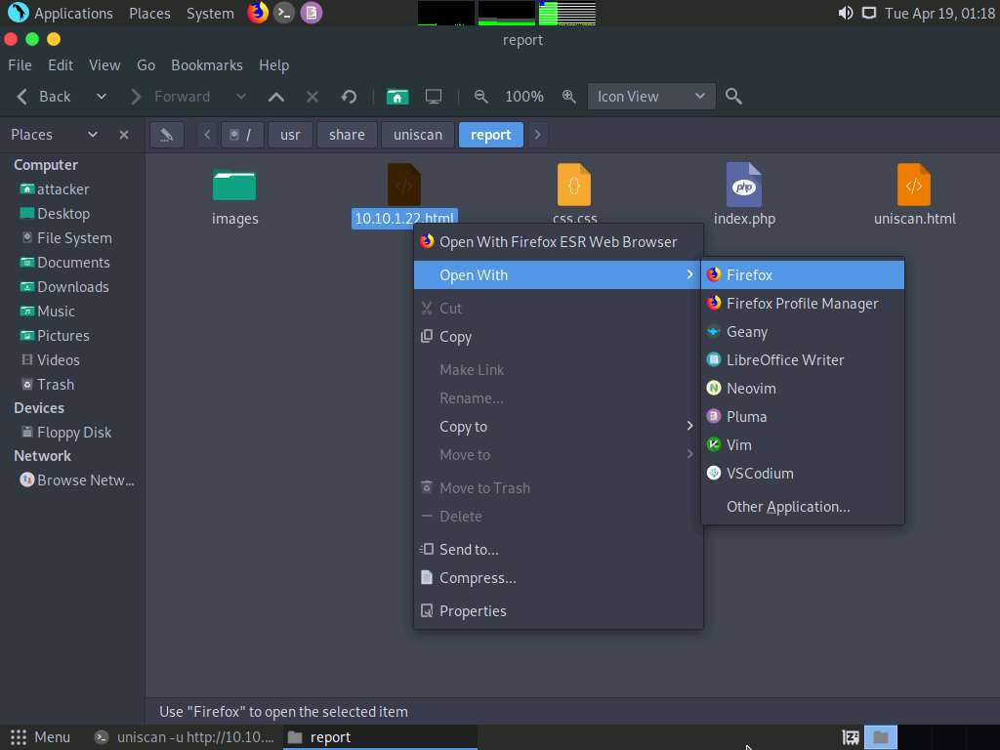 Applications Places System Tue Apr 19, 01:18
report
File Edit View Go Bookmarks Help
Back Forward 100% Icon View
Places / usr share uniscan report
Computer
attacker
Desktop
File System
Documents
Downloads
Music
Pictures
Videos
Trash
Devices
Floppy Disk
Network
Browse Netw...
images 10.10.1.22.html css.css index.php uniscan.html
php
Open With Firefox ESR Web Browser
Open With
Cut
Copy
Make Link
Rename...
Copy to
Move to
Move to Trash
Delete
Send to...
Compress...
Properties
Firefox
Firefox Profile Manager
Geany
LibreOffice Writer
Neovim
Pluma
Vim
VSCodium
Other Application...
Use "Firefox" to open the selected item
Menu uniscan -u http://10.10.... report